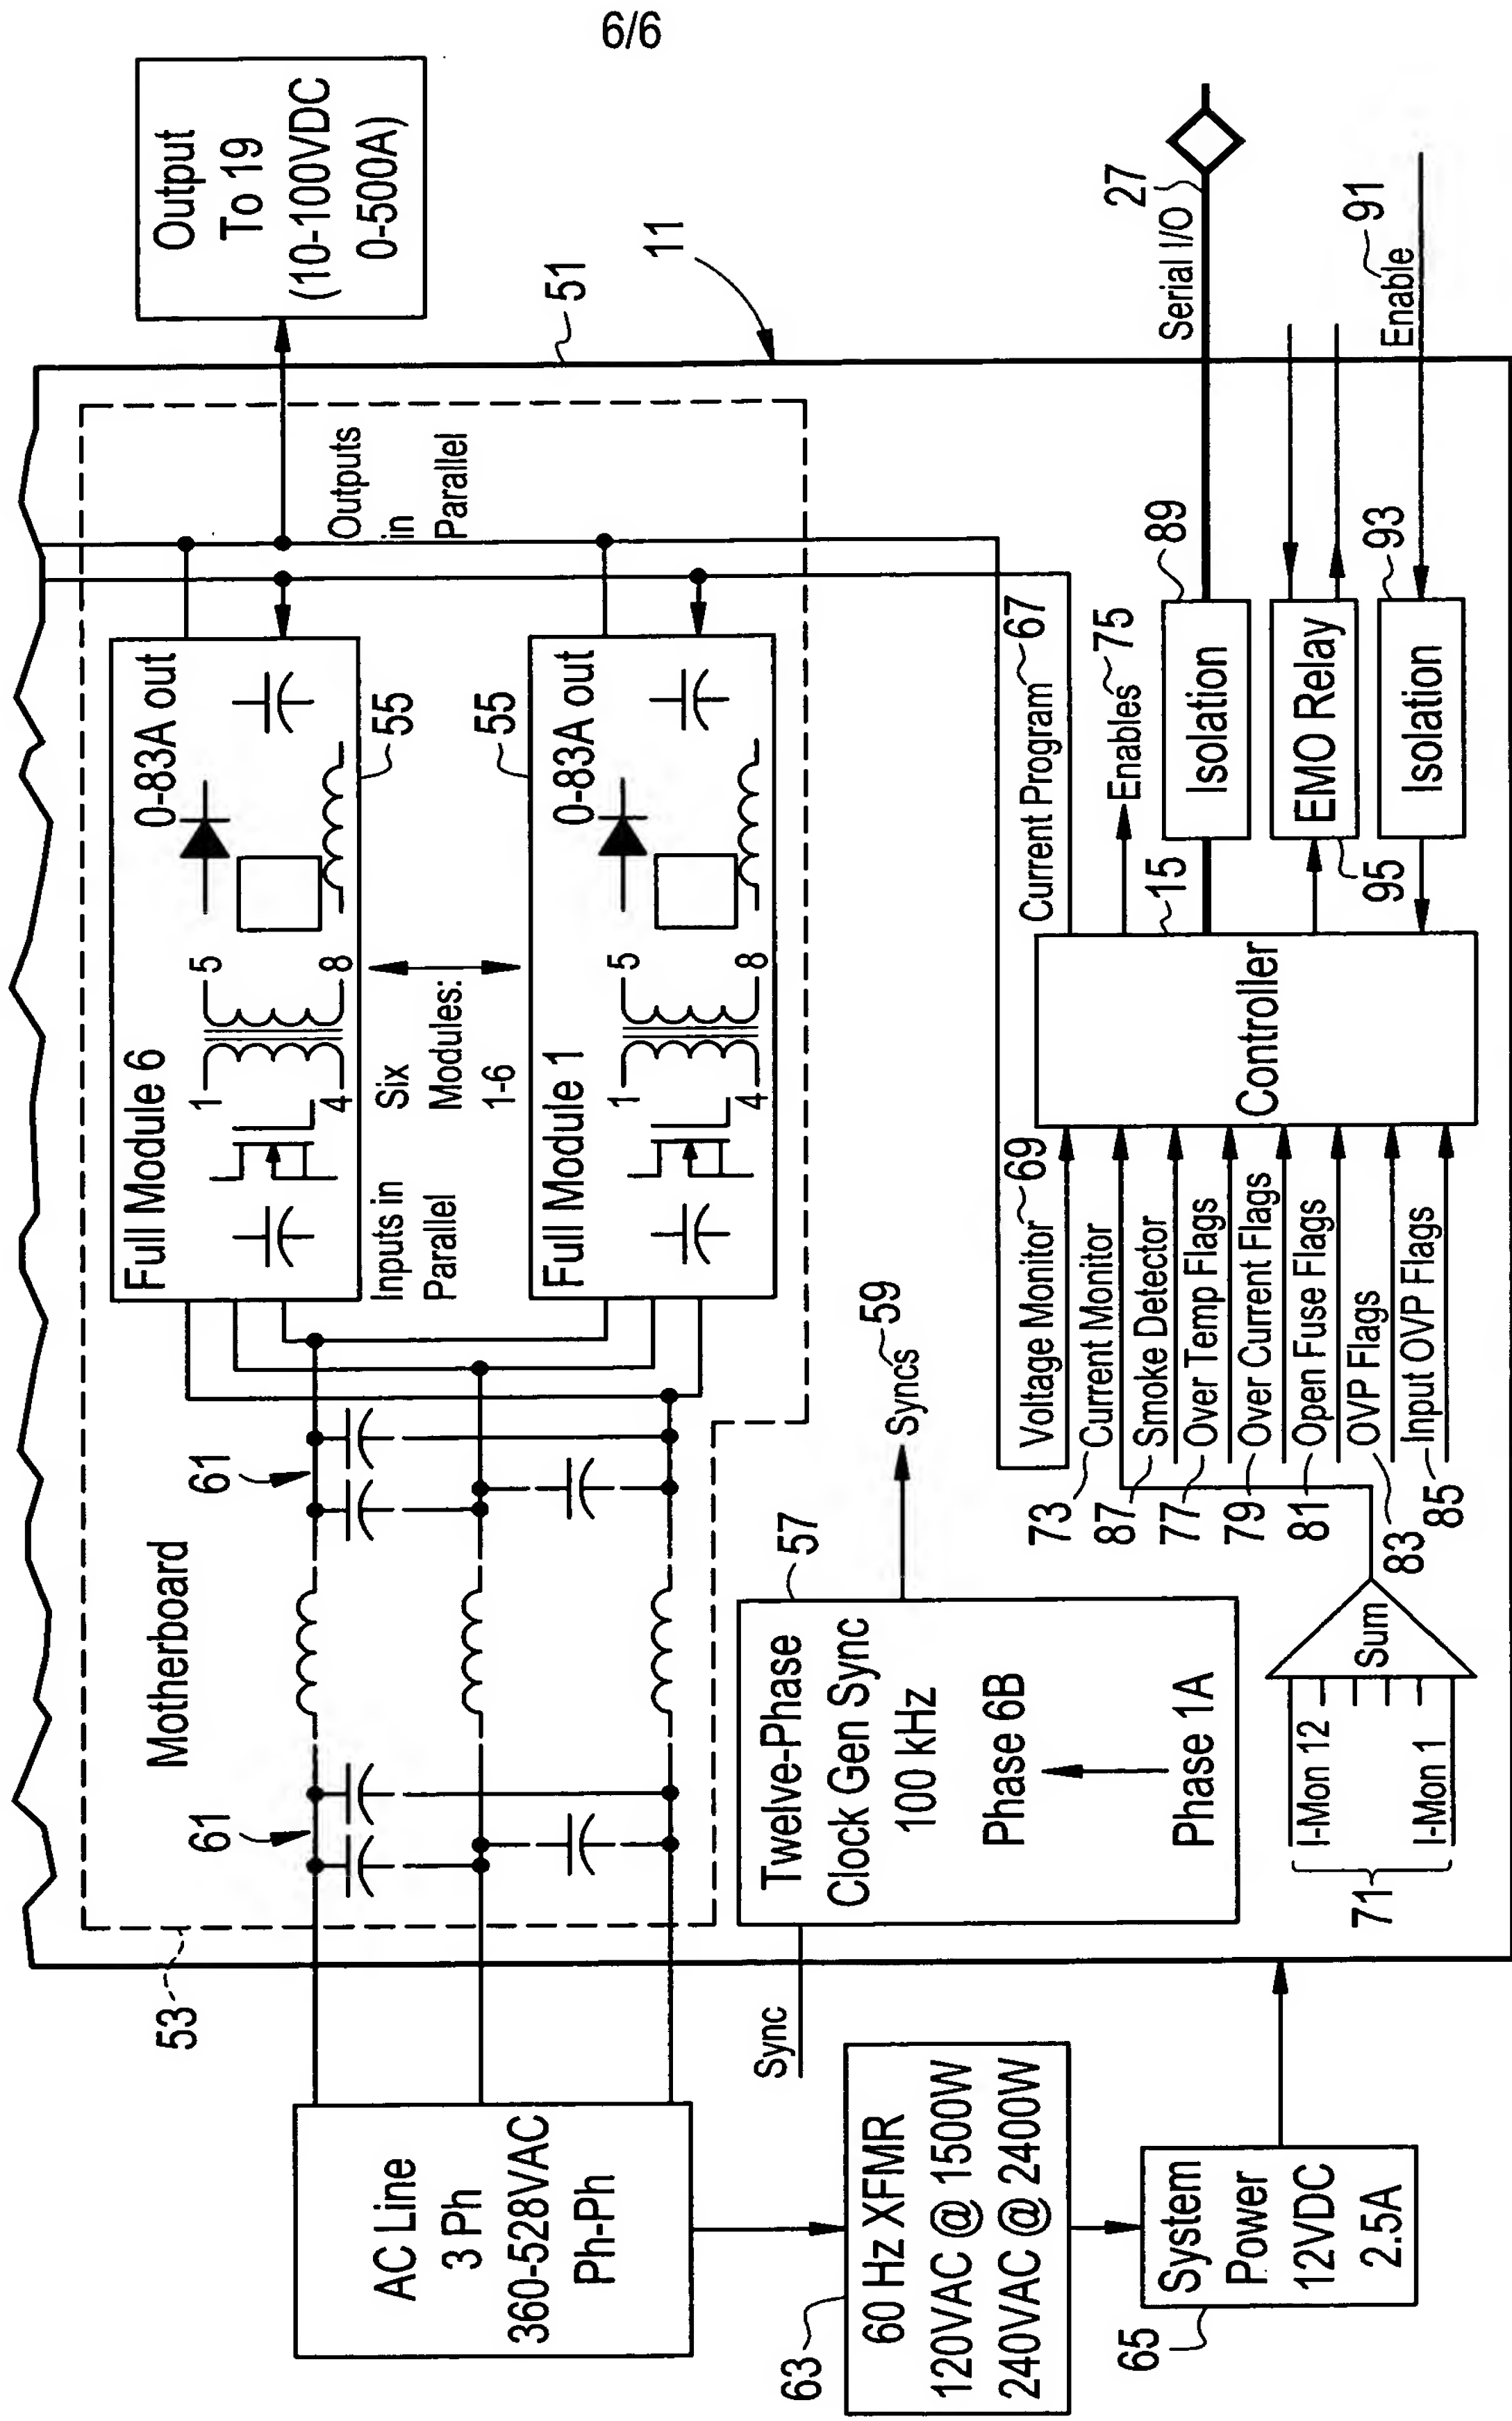 6/6
Output
To 19
(10-100VDC
0-500A)
51
11
53
Motherboard
61
61
AC Line
3 Ph
360-528VAC
Ph-Ph
Full Module 6
0-83A out
1
4
5
8
55
Inputs in
Parallel
Six
Modules:
1-6
Outputs
in
Parallel
Full Module 1
0-83A out
1
4
5
8
55
Sync
Twelve-Phase
Clock Gen Sync
100 kHz
Phase 6B
Phase 1A
57
Syncs
59
63
60 Hz XFMR
120VAC @ 1500W
240VAC @ 2400W
65
System
Power
12VDC
2.5A
71
I-Mon 12
I-Mon 1
Sum
Voltage Monitor
69
73
Current Monitor
87
Smoke Detector
77
Over Temp Flags
79
Over Current Flags
81
Open Fuse Flags
83
OVP Flags
85
Input OVP Flags
Controller
15
Current Program
67
Enables
75
Isolation
89
Serial I/O
27
EMO Relay
95
Isolation
93
Enable
91